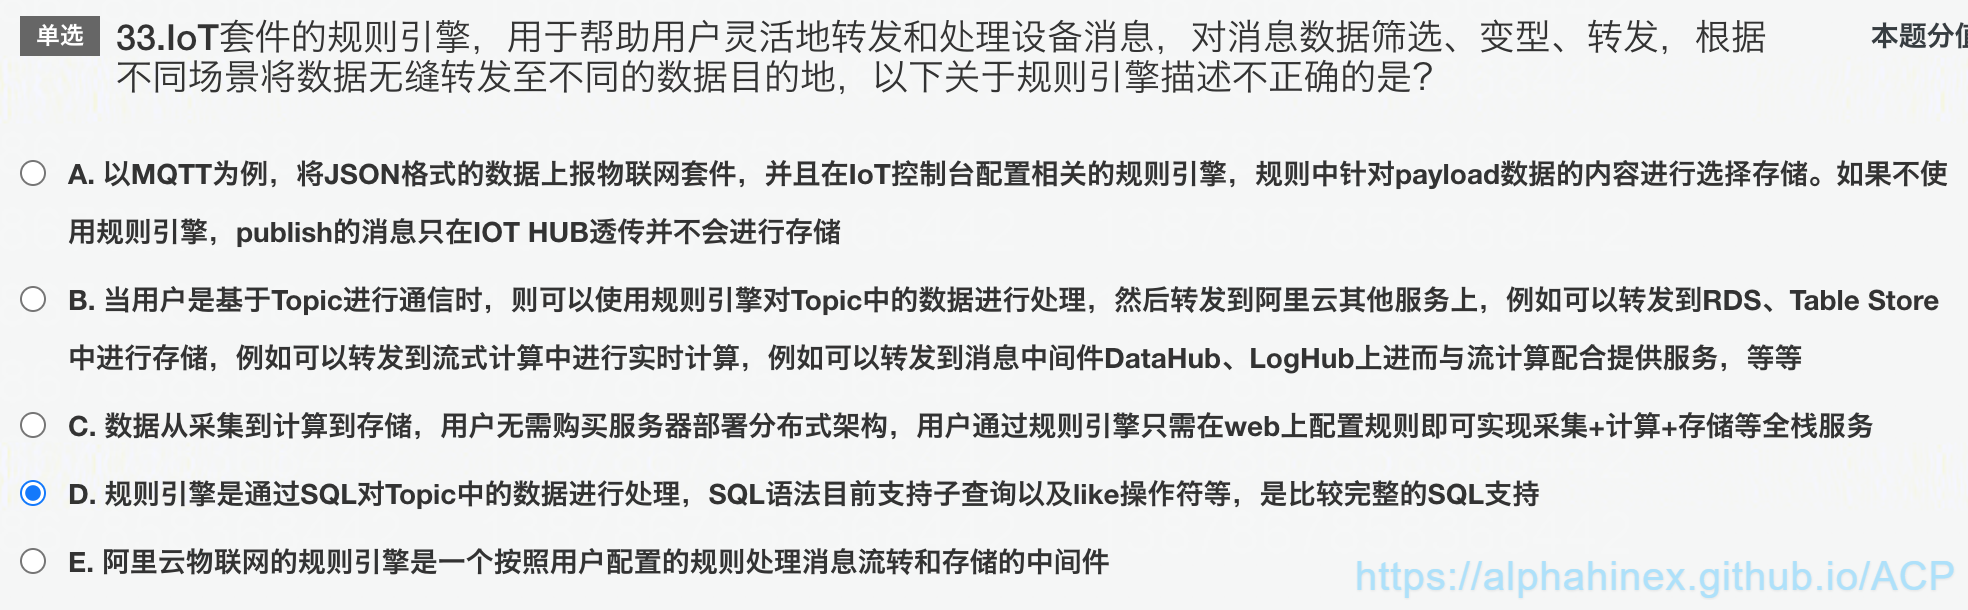 单选 33.IoT套件的规则引擎，用于帮助用户灵活地转发和处理设备消息，对消息数据筛选、变型、转发，根据 本题分值
不同场景将数据无缝转发至不同的数据目的地，以下关于规则引擎描述不正确的是？
A. 以MQTT为例，将JSON格式的数据上报物联网套件，并且在IoT控制台配置相关的规则引擎，规则中针对payload数据的内容进行选择存储。如果不使
用规则引擎，publish的消息只在IOT HUB透传并不会进行存储
B. 当用户是基于Topic进行通信时，则可以使用规则引擎对Topic中的数据进行处理，然后转发到阿里云其他服务上，例如可以转发到RDS、Table Store
中进行存储，例如可以转发到流式计算中进行实时计算，例如可以转发到消息中间件DataHub、LogHub上进而与流计算配合提供服务，等等
C. 数据从采集到计算到存储，用户无需购买服务器部署分布式架构，用户通过规则引擎只需在web上配置规则即可实现采集+计算+存储等全栈服务
D. 规则引擎是通过SQL对Topic中的数据进行处理，SQL语法目前支持子查询以及like操作符等，是比较完整的SQL支持
E. 阿里云物联网的规则引擎是一个按照用户配置的规则处理消息流转和存储的中间件
https://alphahinex.github.io/ACP